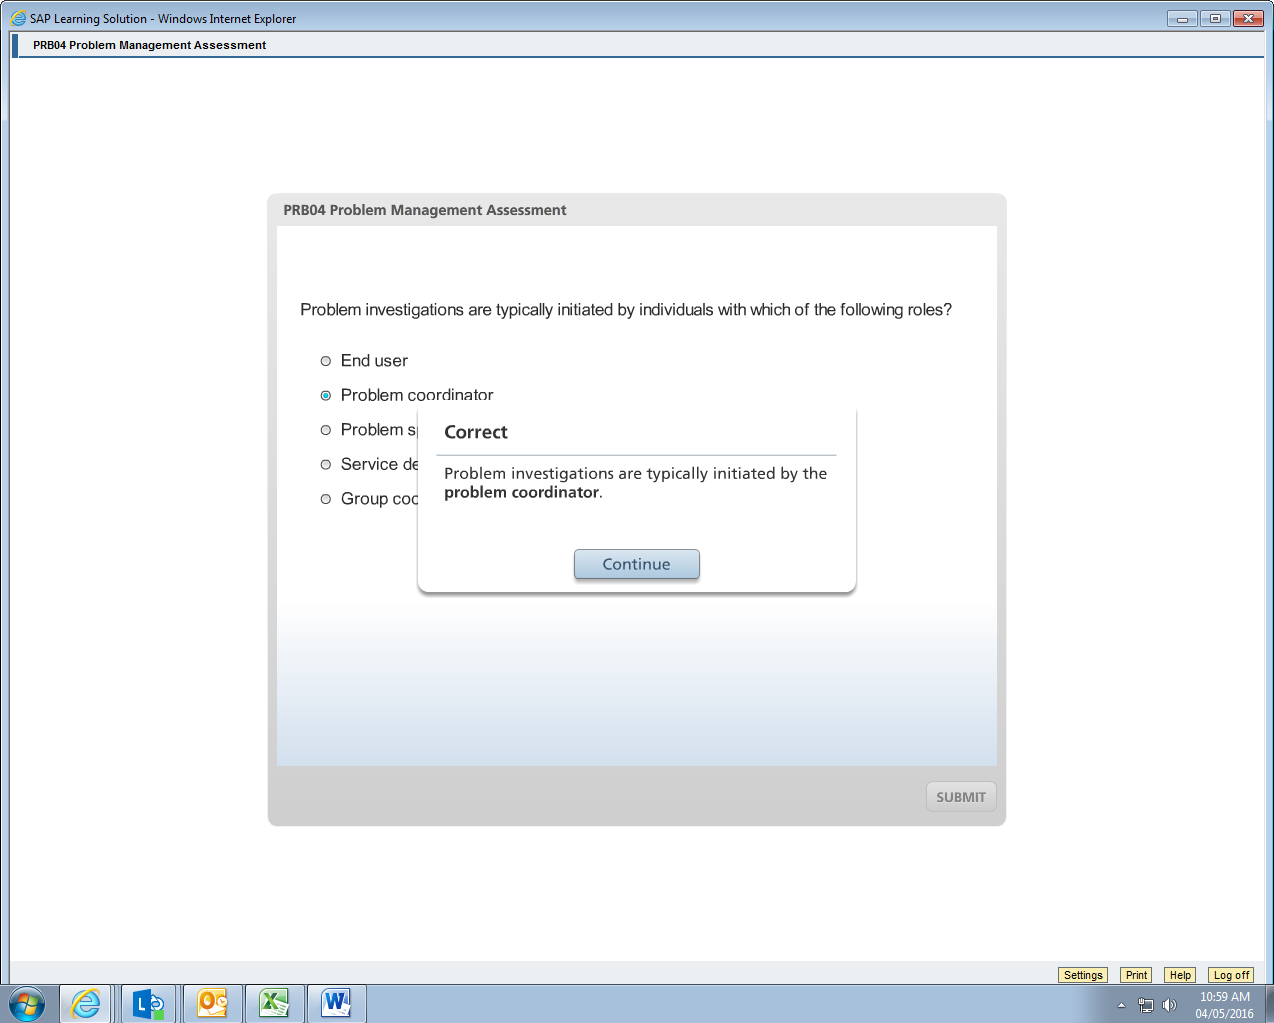 SAP Learning Solution - Windows Internet Explorer
PRB04 Problem Management Assessment
PRB04 Problem Management Assessment
Problem investigations are typically initiated by individuals with which of the following roles?
End user
Problem coordinator
Problem
Service
Group
Correct
Problem investigations are typically initiated by the
problem coordinator.
Continue
SUBMIT
Settings Print Help Log off
10:59 AM
04/05/2016